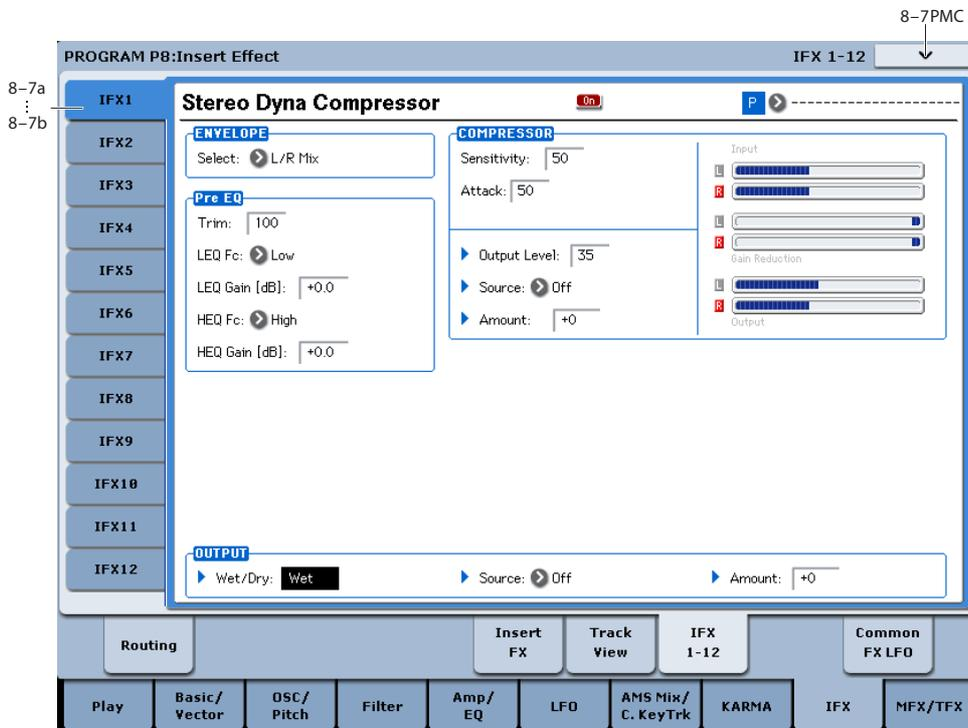 8–7PMC
PROGRAM P8:Insert Effect
IFX 1-12
8–7a
8–7b
IFX1
IFX2
IFX3
IFX4
IFX5
IFX6
IFX7
IFX8
IFX9
IFX10
IFX11
IFX12
Stereo Dyna Compressor
On
P
--------------------
ENVELOPE
Select: L/R Mix
Pre EQ
Trim: 100
LEQ Fc: Low
LEQ Gain [dB]: +0.0
HEQ Fc: High
HEQ Gain [dB]: +0.0
COMPRESSOR
Sensitivity: 50
Attack: 50
Output Level: 35
Source: Off
Amount: +0
Input
L
R
L
R
Gain Reduction
L
R
Output
OUTPUT
Wet/Dry: Wet
Source: Off
Amount: +0
Routing
Insert
FX
Track
View
IFX
1-12
Common
FX LFO
Play
Basic/
Vector
OSC/
Pitch
Filter
Amp/
EQ
LFO
AMS Mix/
C. KeyTrk
KARMA
IFX
MFX/TFX